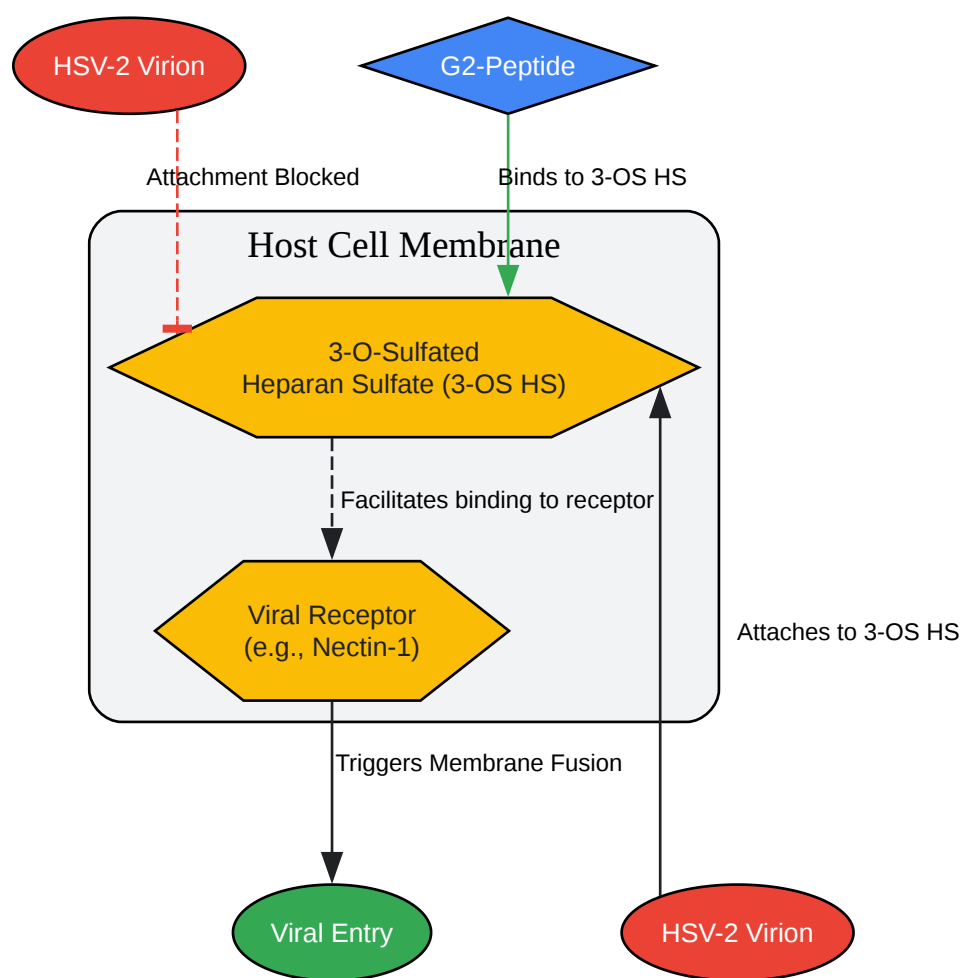 HSV-2 Virion
G2-Peptide
Attachment Blocked
Binds to 3-OS HS
Host Cell Membrane
3-O-Sulfated
Heparan Sulfate (3-OS HS)
Facilitates binding to receptor
Viral Receptor
(e.g., Nectin-1)
Attaches to 3-OS HS
Triggers Membrane Fusion
Viral Entry
HSV-2 Virion